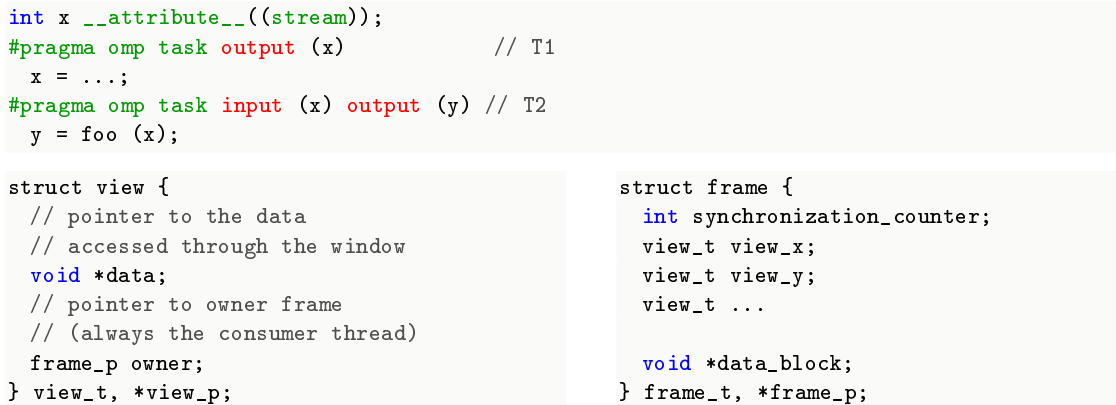 int x __attribute__((stream));
#pragma omp task output (x) // T1
x = ...;
#pragma omp task input (x) output (y) // T2
y = foo (x);
struct view {
// pointer to the data
// accessed through the window
void *data;
// pointer to owner frame
// (always the consumer thread)
frame_p owner;
} view_t, *view_p;
struct frame {
int synchronization_counter;
view_t view_x;
view_t view_y;
view_t ...
void *data_block;
} frame_t, *frame_p;